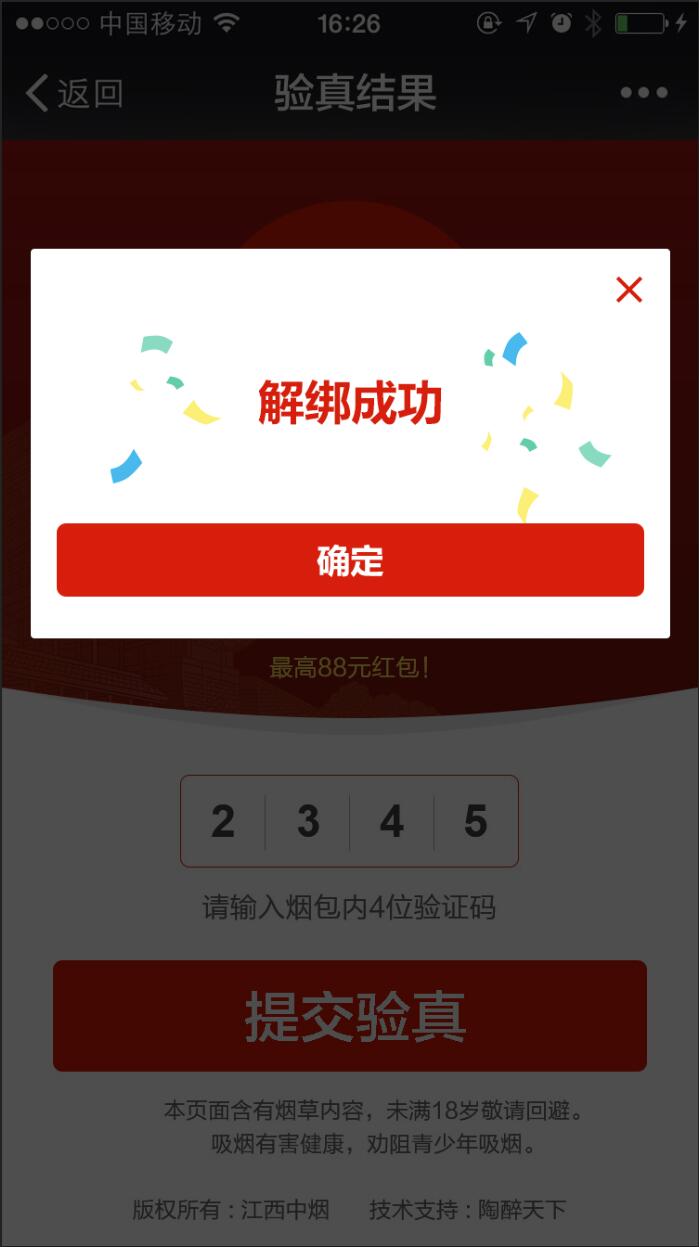 中国移动 16:26
返回 验真结果
解绑成功
确定
最高88元红包!
2 3 4 5
请输入烟包内4位验证码
提交验真
本页面含有烟草内容，未满18岁敬请回避。
吸烟有害健康，劝阻青少年吸烟。
版权所有 : 江西中烟 技术支持 : 陶醉天下